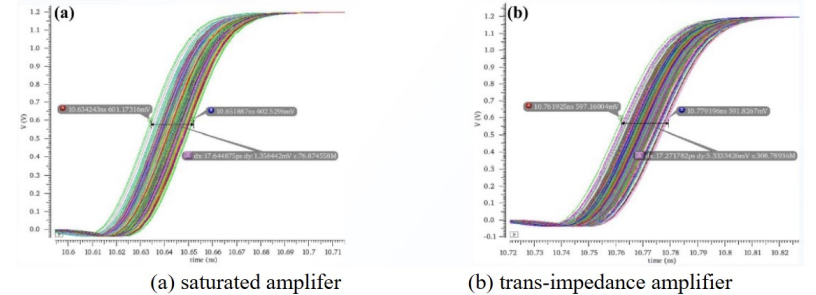 (a)
(b)
1.2
1.1
1.0
0.9
0.8
0.7
0.6
0.5
0.4
0.3
0.2
0.1
0.0
V (V)
10.634243ns 601.17316mV
10.651887ns 602.5296mV
dx:17.644875ps dy:1.356442mV s:76.874558M
10.6 10.61 10.62 10.63 10.64 10.65 10.66 10.67 10.68 10.69 10.7 10.71
time (ns)
1.2
1.1
1.0
0.9
0.8
0.7
0.6
0.5
0.4
0.3
0.2
0.1
0.0
-0.1
V (V)
10.761925ns 597.16004mV
10.779196ns 591.8267mV
dx:17.271782ps
10.72 10.73 10.74 10.75 10.76 10.77 10.78 10.79 10.8 10.81 10.82
time (ns)
(a) saturated amplifer
(b) trans-impedance amplifier